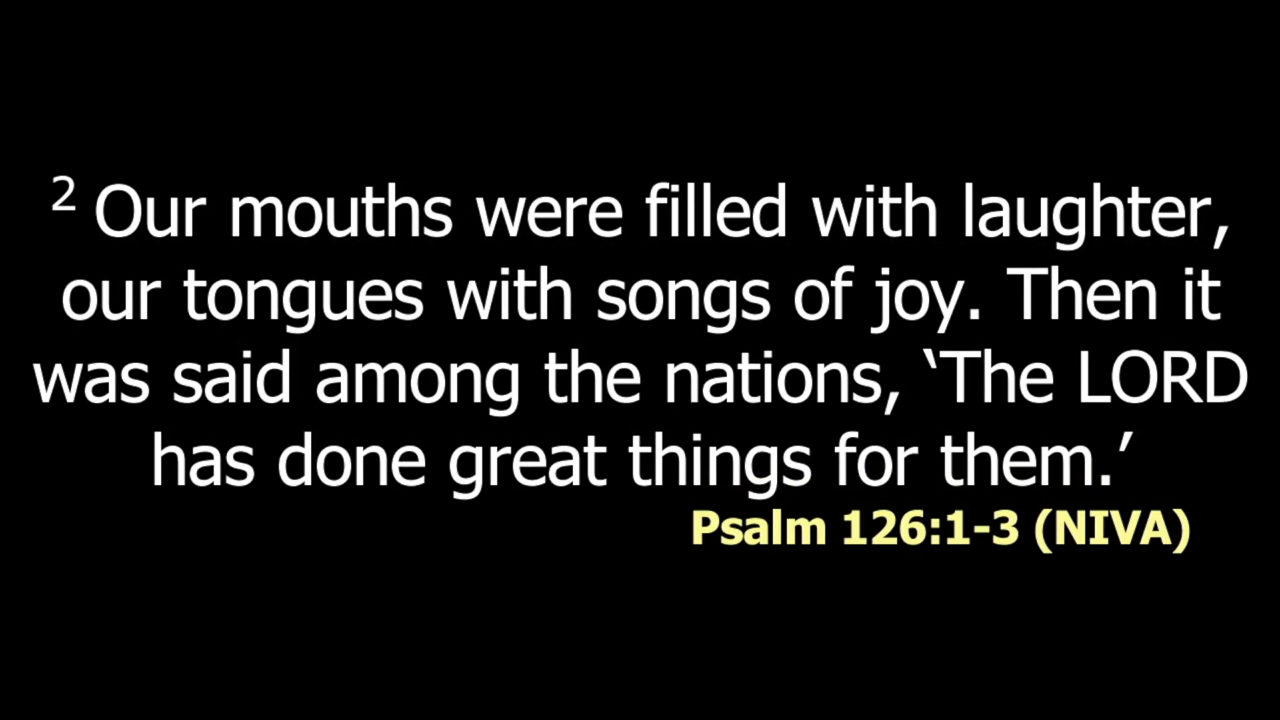 ² Our mouths were filled with laughter,
our tongues with songs of joy. Then it
was said among the nations, ‘The LORD
has done great things for them.’
Psalm 126:1-3 (NIVA)